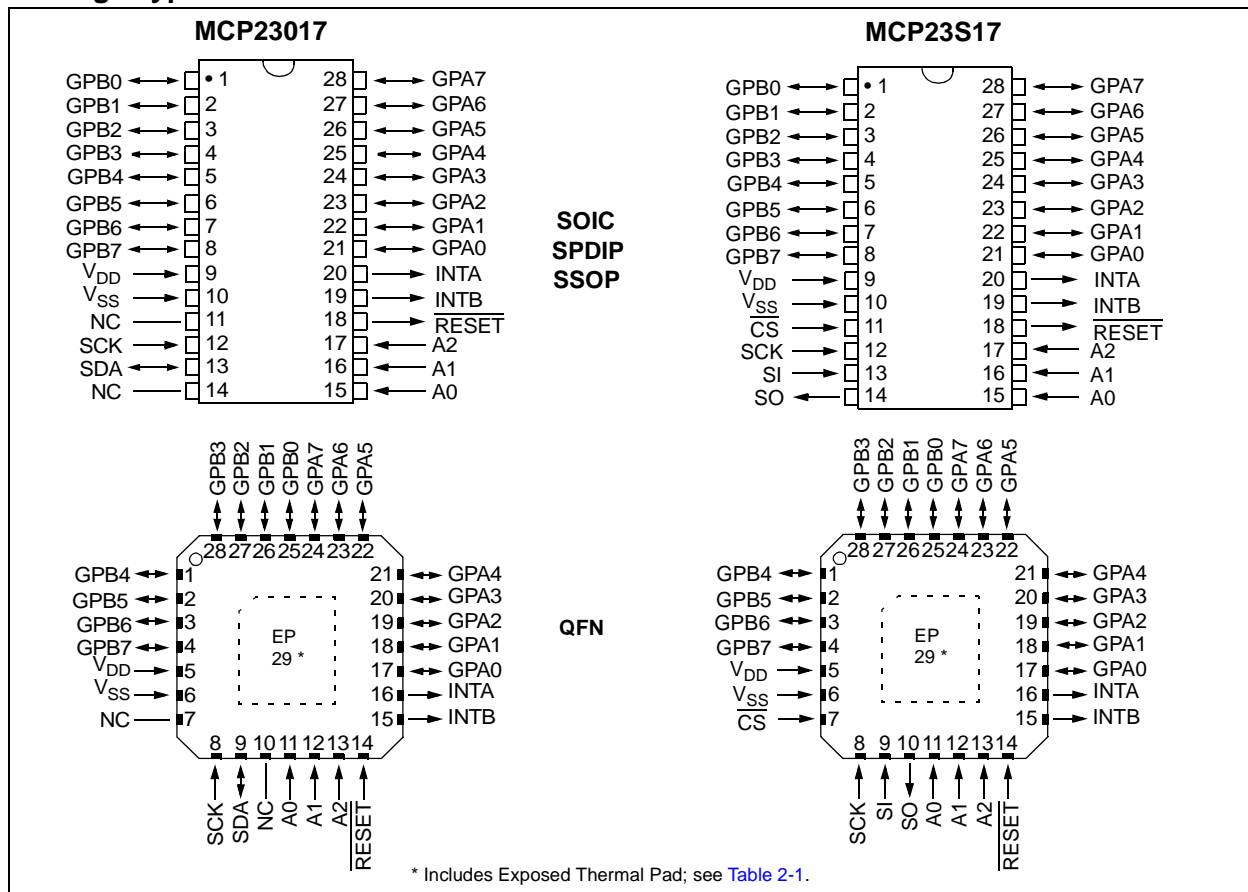 MCP23017
GPB0 1 28 GPA7
GPB1 2 27 GPA6
GPB2 3 26 GPA5
GPB3 4 25 GPA4
GPB4 5 24 GPA3
GPB5 6 23 GPA2
GPB6 7 22 GPA1
GPB7 8 21 GPA0
VDD 9 20 INTA
VSS 10 19 INTB
NC 11 18 RESET
SCK 12 17 A2
SDA 13 16 A1
NC 14 15 A0
SOIC
SPDIP
SSOP
MCP23S17
GPB0 1 28 GPA7
GPB1 2 27 GPA6
GPB2 3 26 GPA5
GPB3 4 25 GPA4
GPB4 5 24 GPA3
GPB5 6 23 GPA2
GPB6 7 22 GPA1
GPB7 8 21 GPA0
VDD 9 20 INTA
VSS 10 19 INTB
CS 11 18 RESET
SCK 12 17 A2
SI 13 16 A1
SO 14 15 A0
GPB3 GPB2 GPB1 GPB0 GPA7 GPA6 GPA5
28 27 26 25 24 23 22
GPB4 1 21 GPA4
GPB5 2 20 GPA3
GPB6 3 19 GPA2
GPB7 4 18 GPA1
VDD 5 17 GPA0
VSS 6 16 INTA
NC 7 15 INTB
EP
29 *
8 9 10 11 12 13 14
SCK SDA NC A0 A1 A2 RESET
QFN
GPB3 GPB2 GPB1 GPB0 GPA7 GPA6 GPA5
28 27 26 25 24 23 22
GPB4 1 21 GPA4
GPB5 2 20 GPA3
GPB6 3 19 GPA2
GPB7 4 18 GPA1
VDD 5 17 GPA0
VSS 6 16 INTA
CS 7 15 INTB
EP
29 *
8 9 10 11 12 13 14
SCK SI SO A0 A1 A2 RESET
* Includes Exposed Thermal Pad; see Table 2-1.